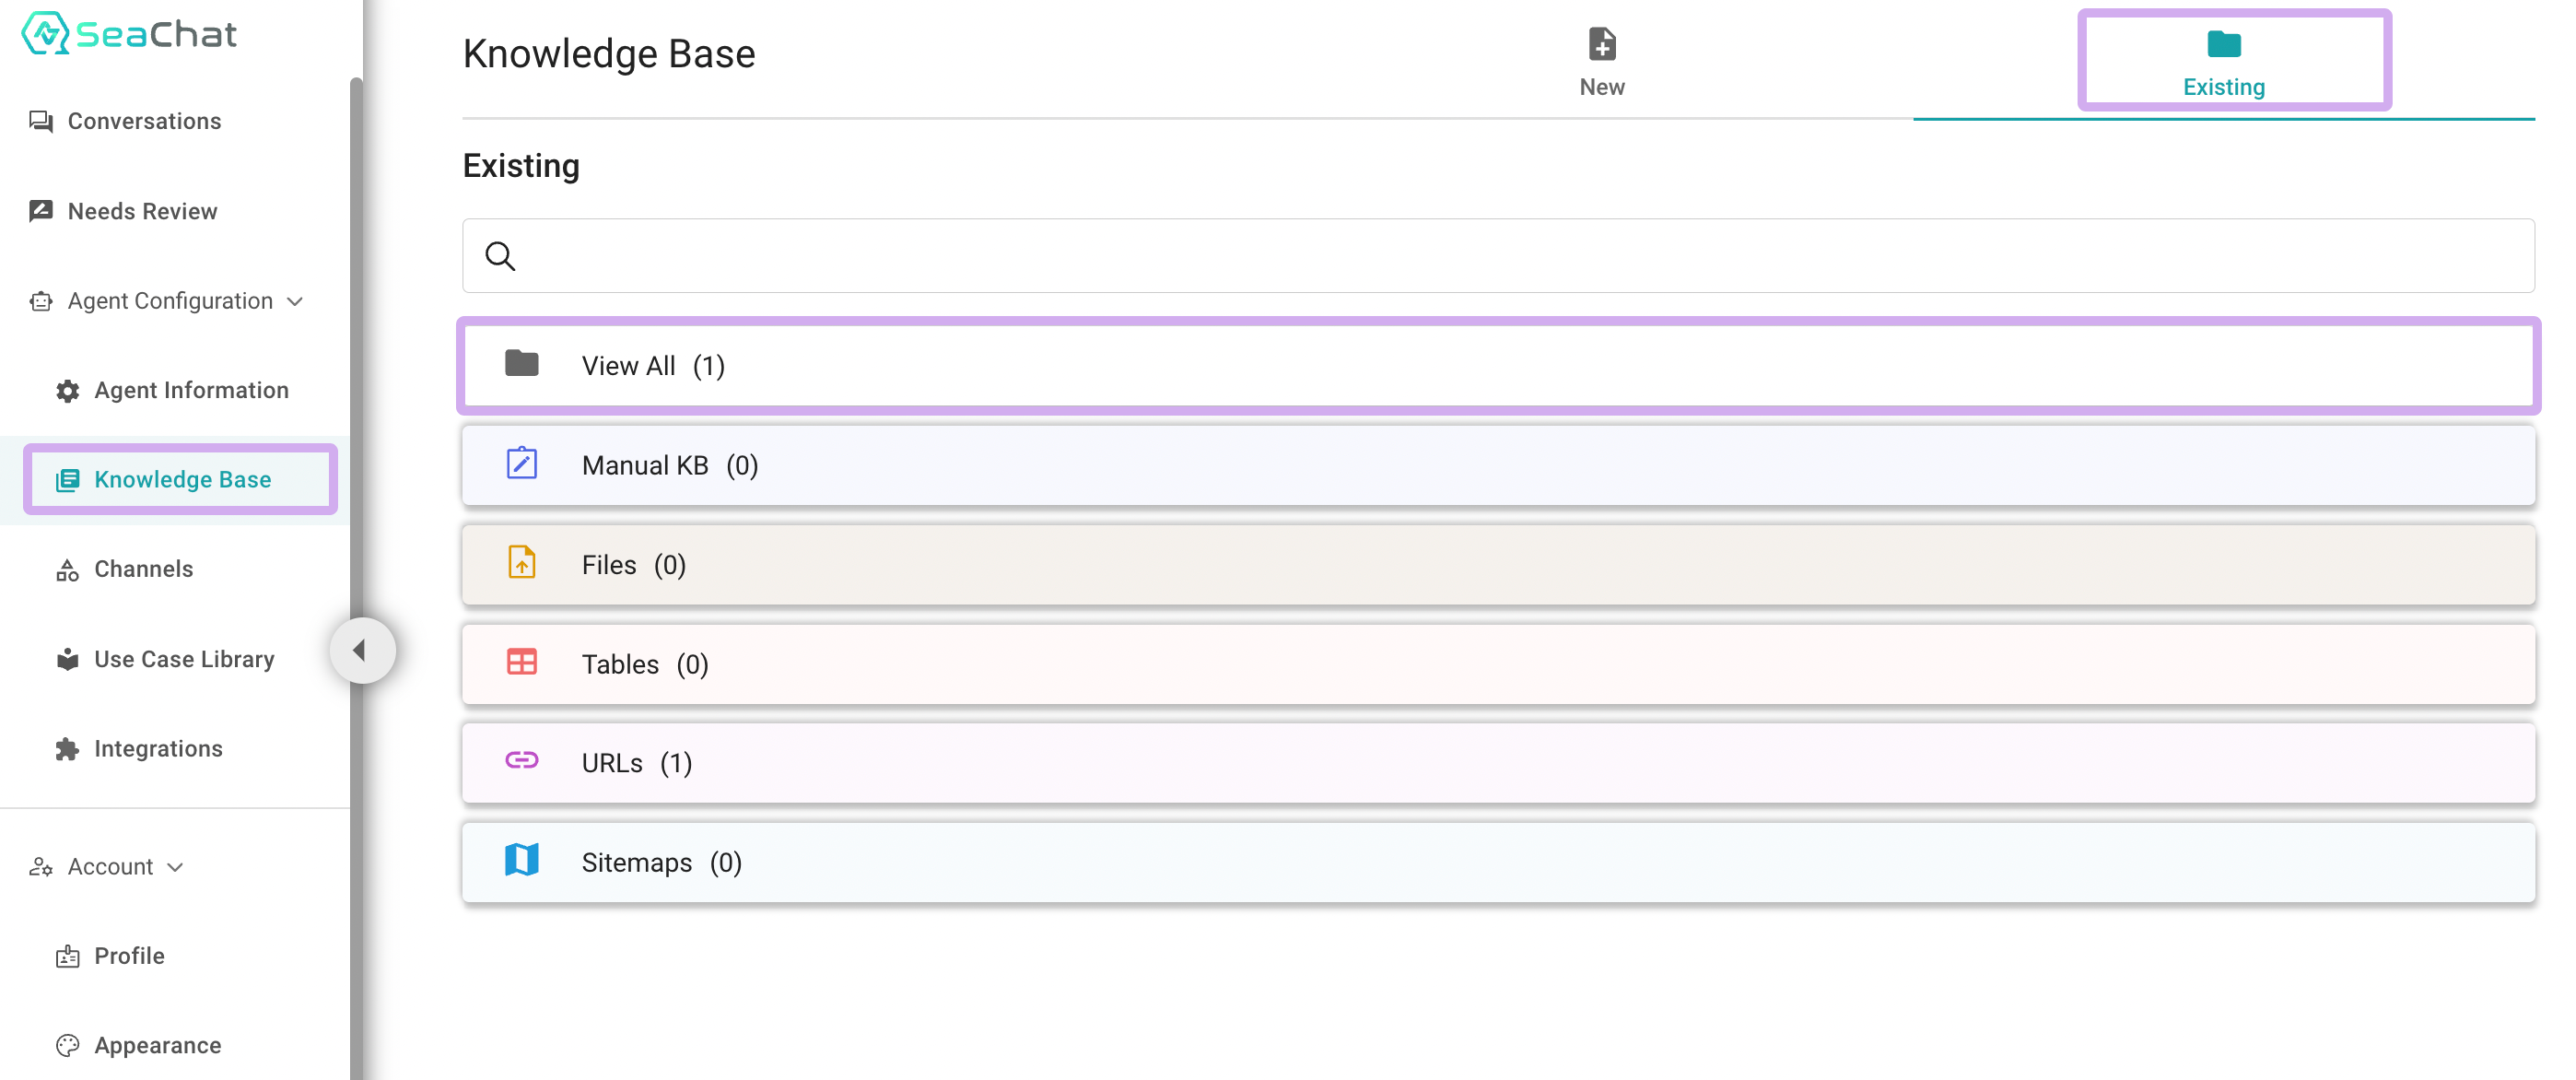 SeaChat
Conversations
Needs Review
Agent Configuration
Agent Information
Knowledge Base
Channels
Use Case Library
Integrations
Account
Profile
Appearance
Knowledge Base
New
Existing
Existing
View All (1)
Manual KB (0)
Files (0)
Tables (0)
URLs (1)
Sitemaps (0)